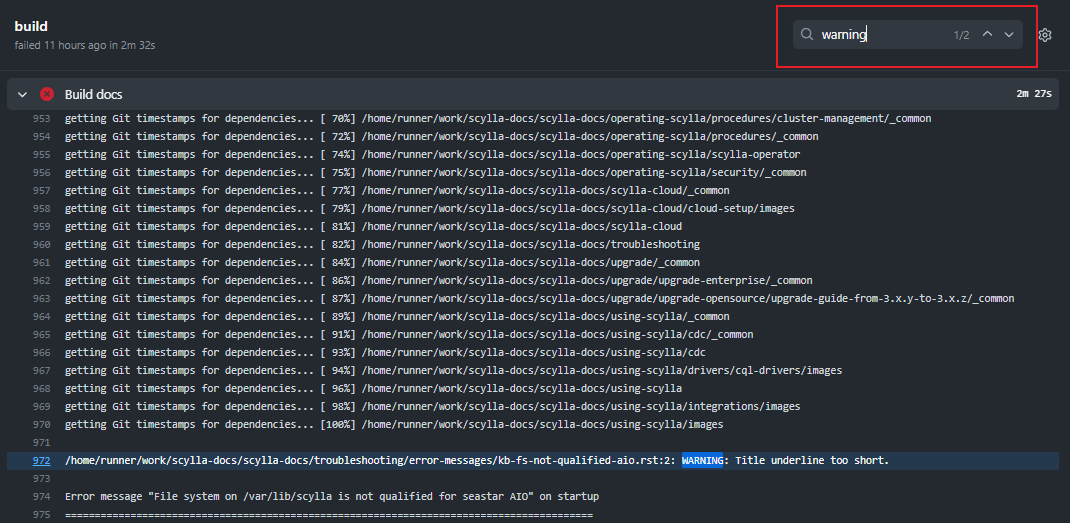 build
failed 11 hours ago in 2m 32s
warning 1/2
Build docs 2m 27s
953 getting Git timestamps for dependencies... [ 70%] /home/runner/work/scylla-docs/scylla-docs/operating-scylla/procedures/cluster-management/_common
954 getting Git timestamps for dependencies... [ 72%] /home/runner/work/scylla-docs/scylla-docs/operating-scylla/procedures/_common
955 getting Git timestamps for dependencies... [ 74%] /home/runner/work/scylla-docs/scylla-docs/operating-scylla/scylla-operator
956 getting Git timestamps for dependencies... [ 75%] /home/runner/work/scylla-docs/scylla-docs/operating-scylla/security/_common
957 getting Git timestamps for dependencies... [ 77%] /home/runner/work/scylla-docs/scylla-docs/scylla-cloud/_common
958 getting Git timestamps for dependencies... [ 79%] /home/runner/work/scylla-docs/scylla-docs/scylla-cloud/cloud-setup/images
959 getting Git timestamps for dependencies... [ 81%] /home/runner/work/scylla-docs/scylla-docs/scylla-cloud
960 getting Git timestamps for dependencies... [ 82%] /home/runner/work/scylla-docs/scylla-docs/troubleshooting
961 getting Git timestamps for dependencies... [ 84%] /home/runner/work/scylla-docs/scylla-docs/upgrade/_common
962 getting Git timestamps for dependencies... [ 86%] /home/runner/work/scylla-docs/scylla-docs/upgrade/upgrade-enterprise/_common
963 getting Git timestamps for dependencies... [ 87%] /home/runner/work/scylla-docs/scylla-docs/upgrade/upgrade-opensource/upgrade-guide-from-3.x.y-to-3.x.z/_common
964 getting Git timestamps for dependencies... [ 89%] /home/runner/work/scylla-docs/scylla-docs/using-scylla/_common
965 getting Git timestamps for dependencies... [ 91%] /home/runner/work/scylla-docs/scylla-docs/using-scylla/cdc/_common
966 getting Git timestamps for dependencies... [ 93%] /home/runner/work/scylla-docs/scylla-docs/using-scylla/cdc
967 getting Git timestamps for dependencies... [ 94%] /home/runner/work/scylla-docs/scylla-docs/using-scylla/drivers/cql-drivers/images
968 getting Git timestamps for dependencies... [ 96%] /home/runner/work/scylla-docs/scylla-docs/using-scylla
969 getting Git timestamps for dependencies... [ 98%] /home/runner/work/scylla-docs/scylla-docs/using-scylla/integrations/images
970 getting Git timestamps for dependencies... [100%] /home/runner/work/scylla-docs/scylla-docs/using-scylla/images
971
972 /home/runner/work/scylla-docs/scylla-docs/troubleshooting/error-messages/kb-fs-not-qualified-aio.rst:2: WARNING: Title underline too short.
973
974 Error message "File system on /var/lib/scylla is not qualified for seastar AIO" on startup
975 =========================================================================================